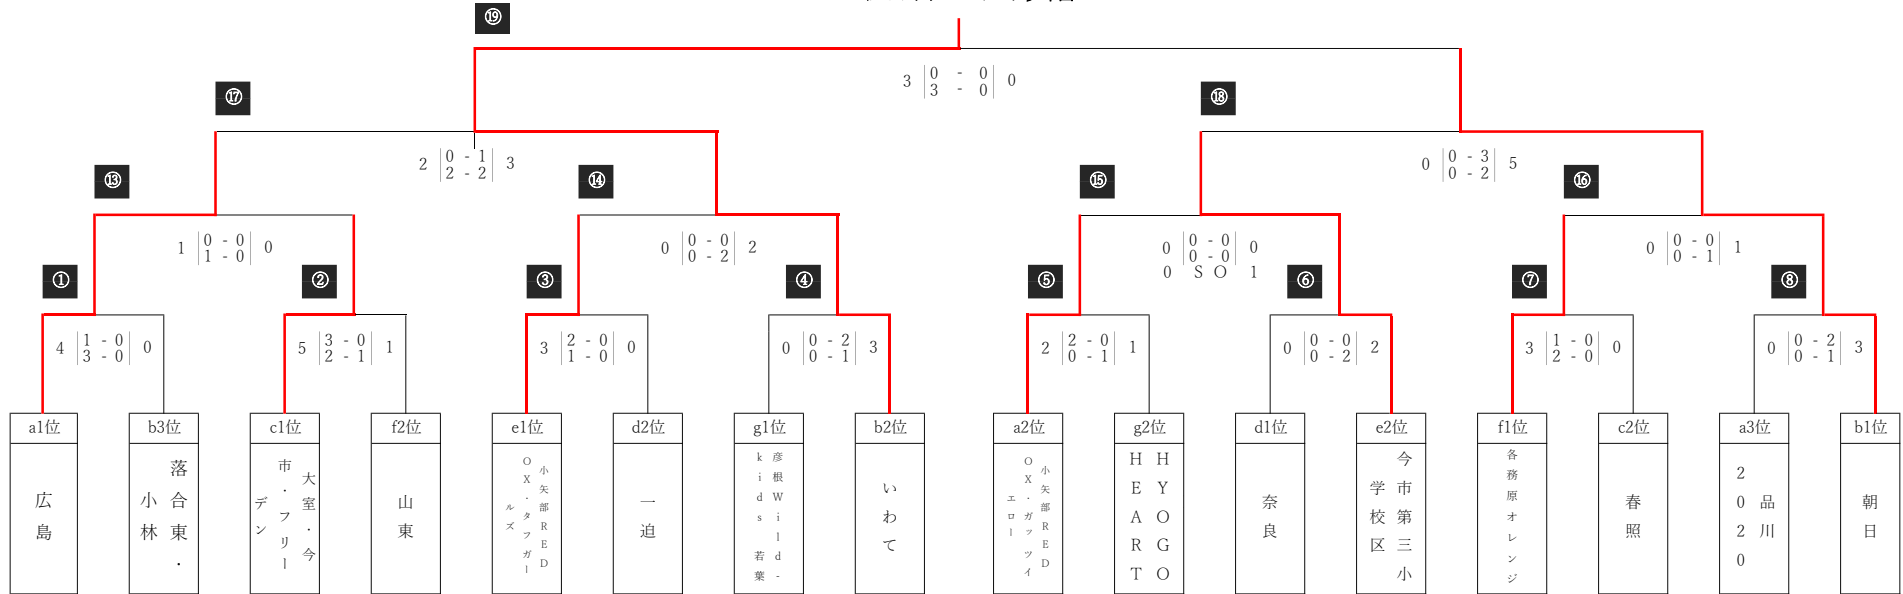 ⑲
3 0 - 0 0
3 - 0
⑰
⑱
2 0 - 1 3
2 - 2
0 0 - 3 5
0 - 2
⑬
⑭
⑮
⑯
1 0 - 0 0
1 - 0
0 0 - 0 2
0 - 2
0 0 - 0 0
0 - 0
0 S O 1
0 0 - 0 1
0 - 1
①
②
③
④
⑤
⑥
⑦
⑧
4 1 - 0 0
3 - 0
5 3 - 0 1
2 - 1
3 2 - 0 0
1 - 0
0 0 - 2 3
0 - 1
2 2 - 0 1
0 - 1
0 0 - 0 2
0 - 2
3 1 - 0 0
2 - 0
0 0 - 2 3
0 - 1
a1位
b3位
c1位
f2位
e1位
d2位
g1位
b2位
a2位
g2位
d1位
e2位
f1位
c2位
a3位
b1位
広島
落合東・
小林
大室・今
市・フリー
デン
山東
小矢部RED
OX・タフガー
ルズ
一迫
彦根Wild-
kids 若葉
いわて
小矢部RED
OX・ガッツイ
エロー
HYOGO
HEART
奈良
今市第三小
学校区
各務原オレンジ
春照
品川
2020
朝日